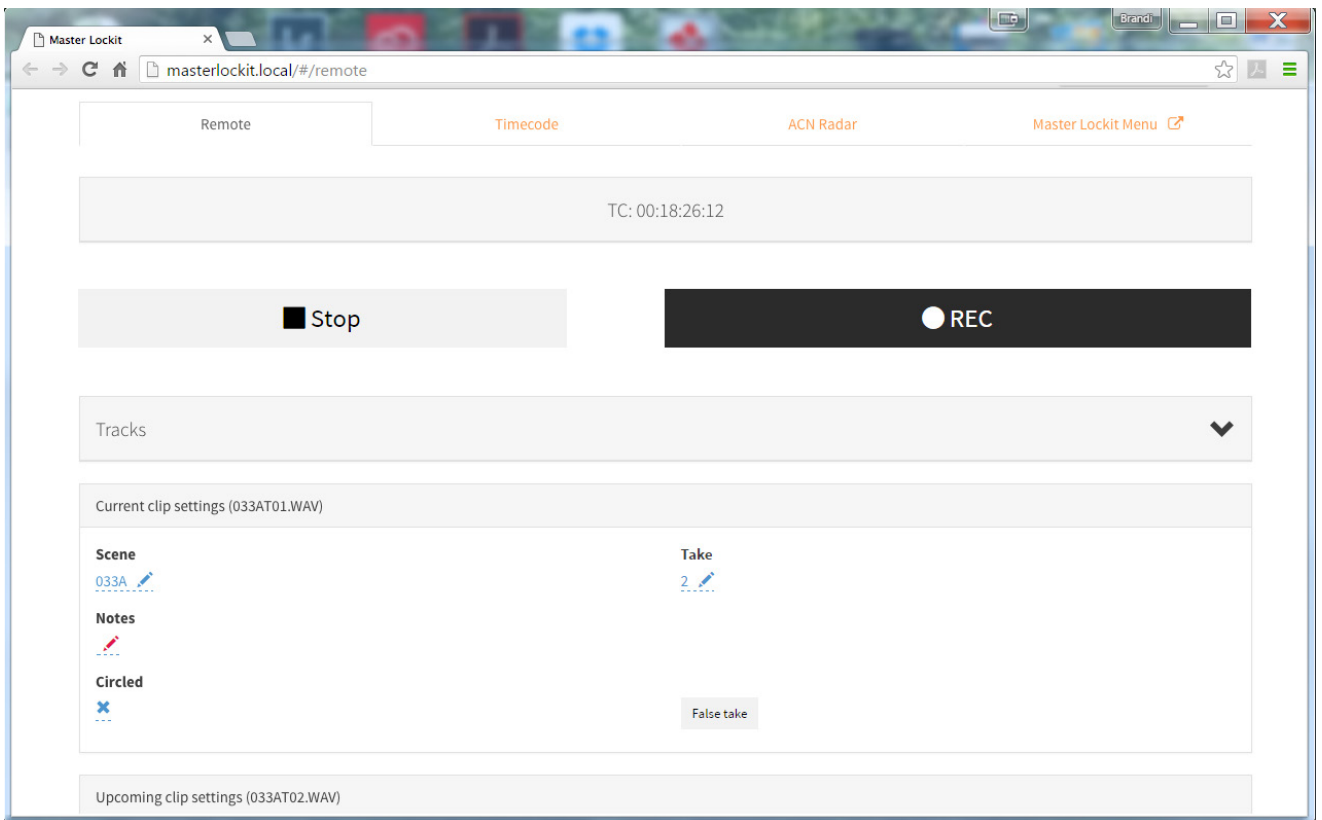 Brandi
Master Lockit
masterlockit.local/#/remote
Remote Timecode ACN Radar Master Lockit Menu
TC: 00:18:26:12
Stop REC
Tracks
Current clip settings (033AT01.WAV)
Scene Take
033A 2
Notes
Circled
False take
Upcoming clip settings (033AT02.WAV)